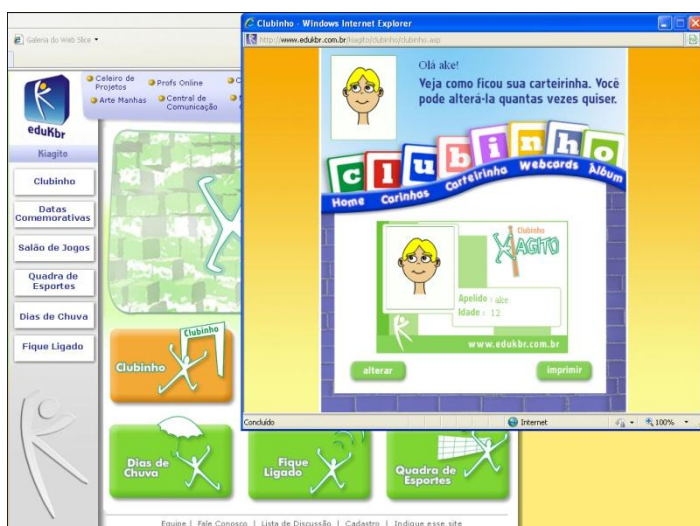 Clubinho - Windows Internet Explorer
http://www.edukbr.com.br/kiagito/clubinho/clubinho.asp
Galeria do Web Slice
Olá ake!
Veja como ficou sua carteirinha. Você
pode alterá-la quantas vezes quiser.
clubinho
Home Carinhas Carteirinha Webcards Álbum
Clubinho
KIAGITO
Apelido : ake
Idade : 12
www.edukbr.com.br
alterar
imprimir
Concluído
Internet
100%
Celeiro de
Projetos
Profs Online
Arte Manhas
Central de
Comunicação
eduKbr
Kiagito
Clubinho
Datas
Comemorativas
Salão de Jogos
Quadra de
Esportes
Dias de Chuva
Fique Ligado
Clubinho
Clubinho
Dias de
Chuva
Fique
Ligado
Quadra de
Esportes
Equipe | Fale Conosco | Lista de Discussão | Cadastro | Indique esse site